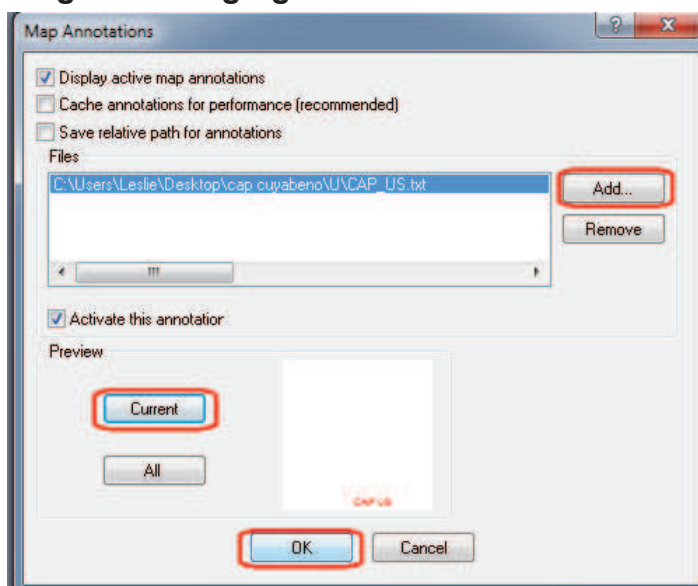 Map Annotations
Display active map annotations
Cache annotations for performance (recommended)
Save relative path for annotations
Files
C:\Users\Leslie\Desktop\cap cuyabeno\U\CAP_US.txt
Add...
Remove
Activate this annotatior
Preview
Current
All
CAP US
OK
Cancel